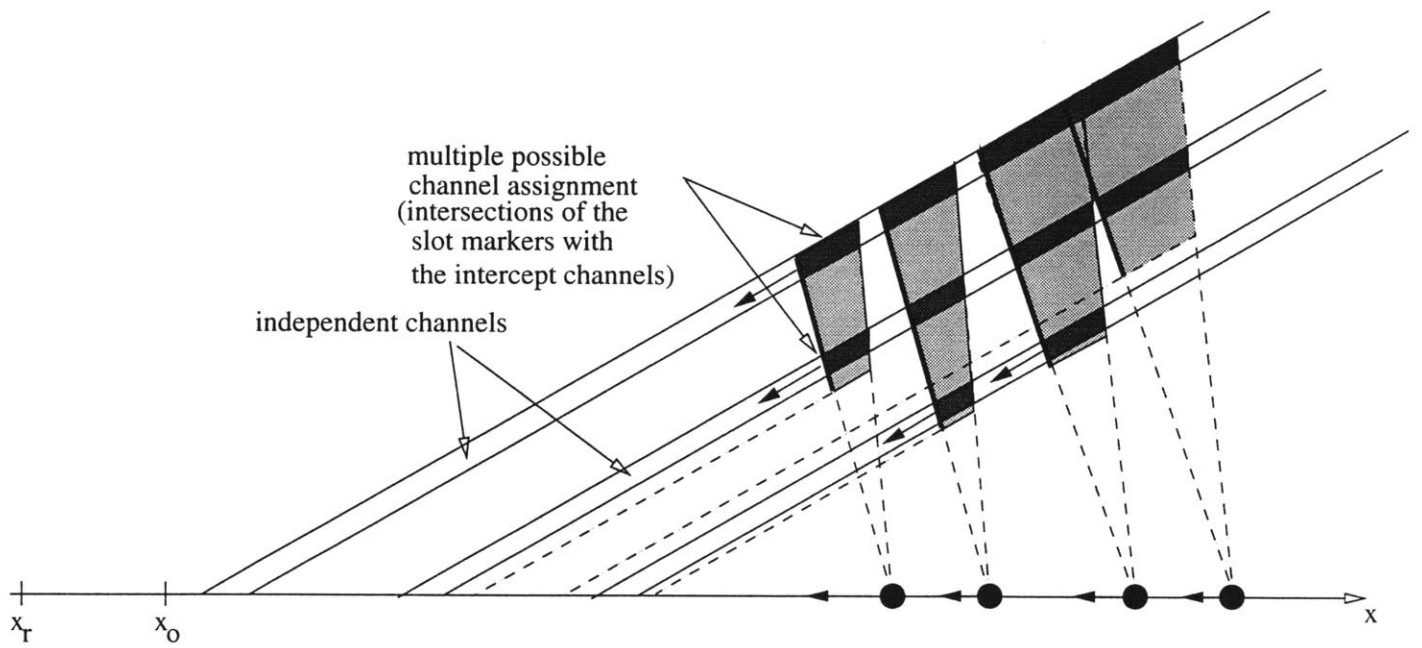 multiple possible
channel assignment
(intersections of the
slot markers with
the intercept channels)
independent channels
x_r
x_o
x